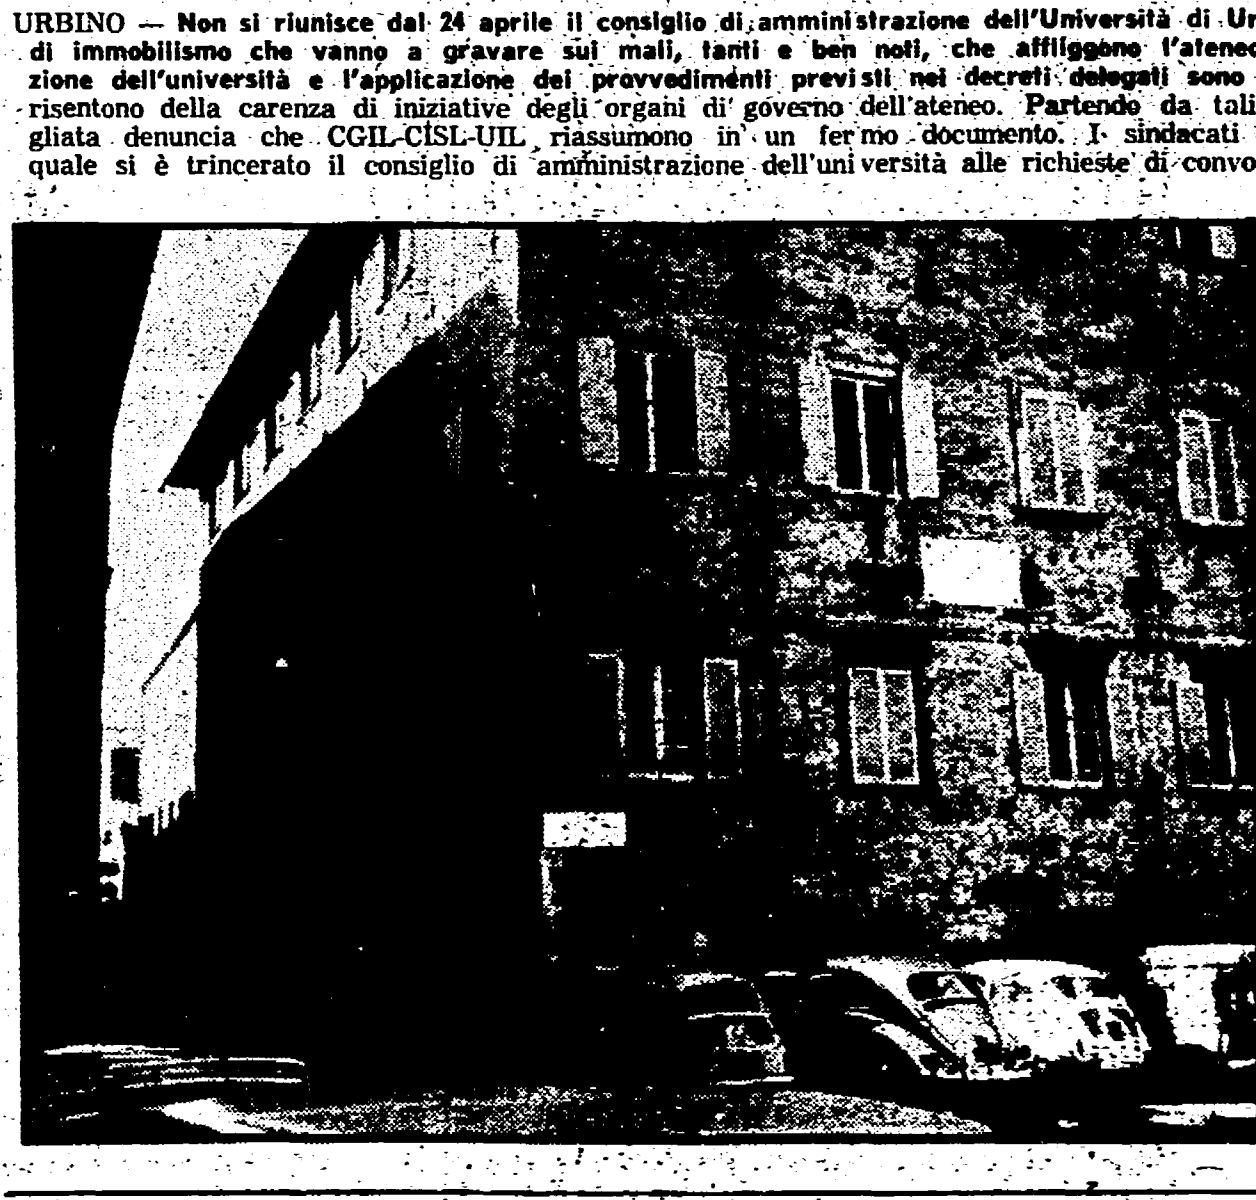 URBINO — Non si riunisce dal 24 aprile il consiglio di amministrazione dell'Università di Ur
di immobilismo che vanno a gravare sui mali, tanti e ben noti, che affliggono l'ateneo
zione dell'università e l'applicazione dei provvedimenti previsti nei decreti delegati sono
risentono della carenza di iniziative degli organi di governo dell'ateneo. Partendo da tali
gliata denuncia che CGIL-CISL-UIL riassumono in un fermo documento. I sindacati
quale si è trincerato il consiglio di amministrazione dell'università alle richieste di convo